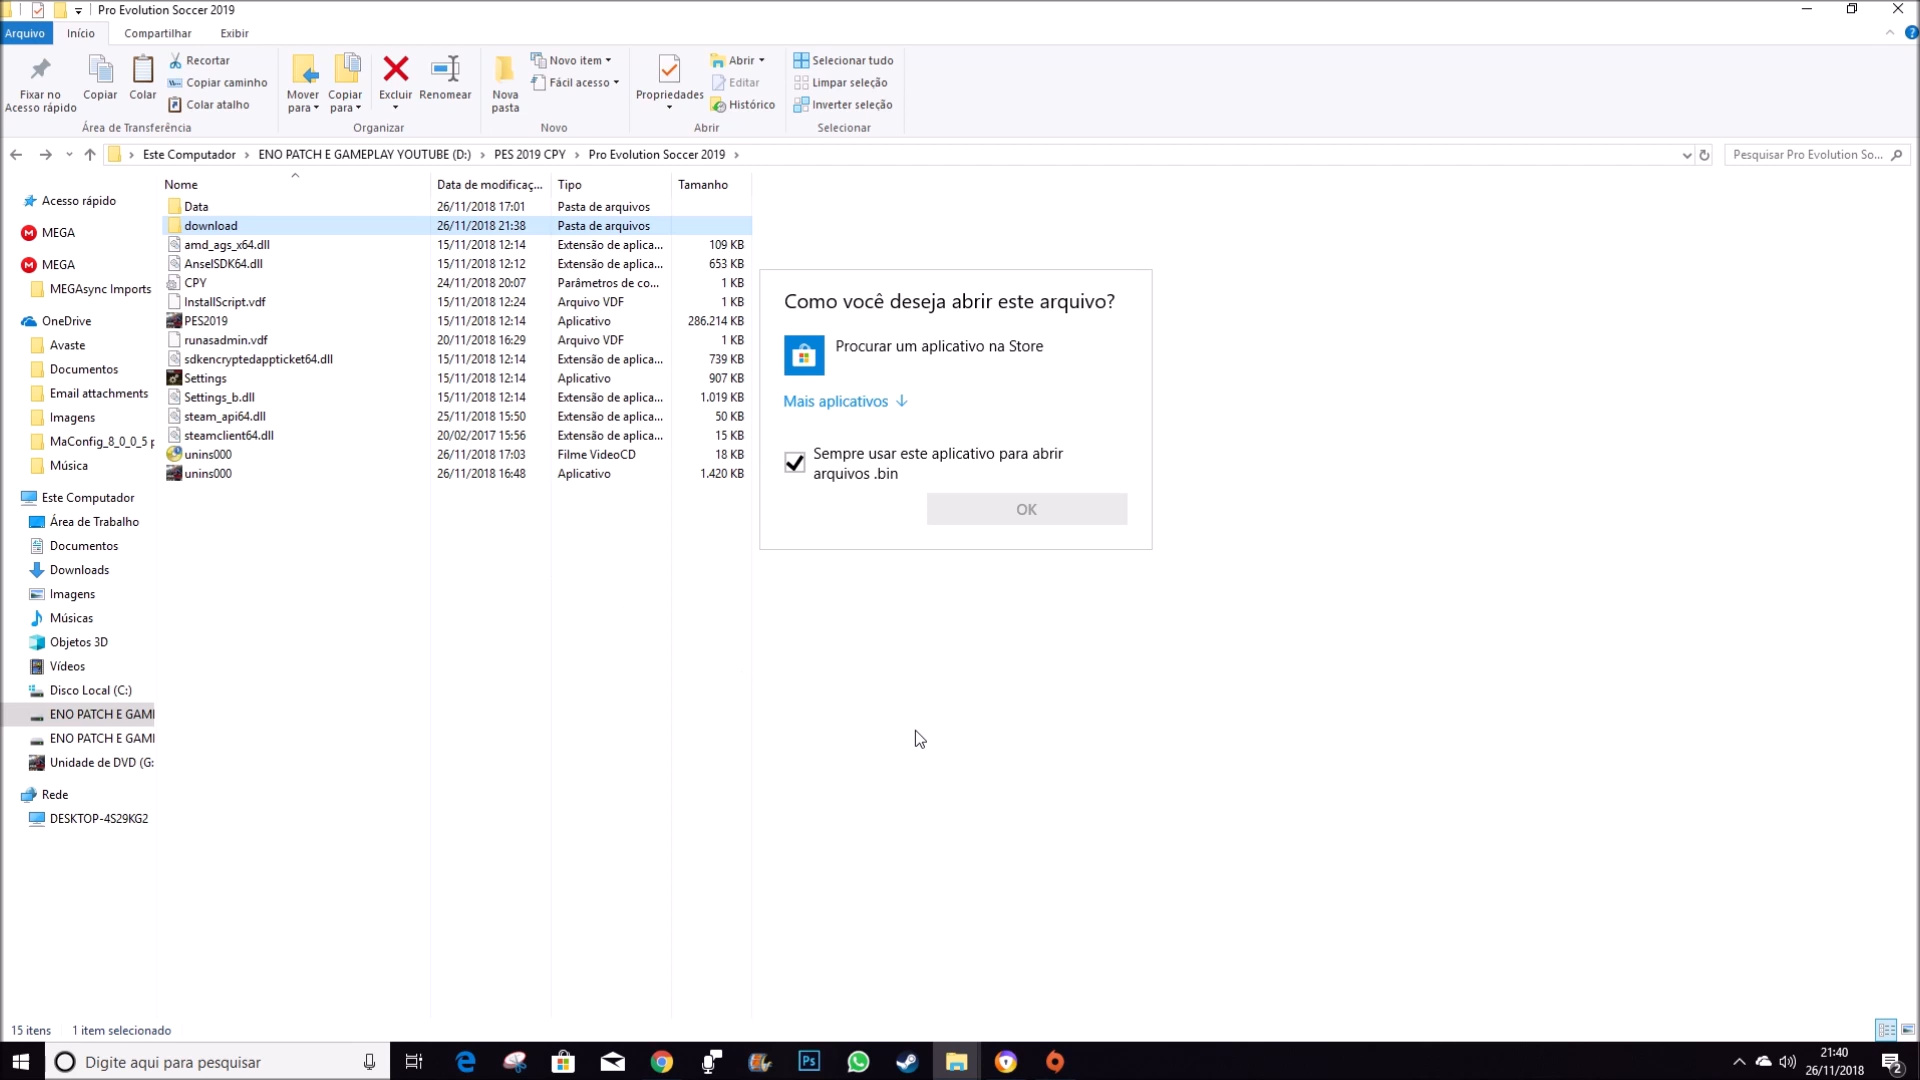 Pro Evolution Soccer 2019
Arquivo Início Compartilhar Exibir
Fixar no
Acesso rápido
Copiar
Colar
Recortar
Copiar caminho
Colar atalho
Área de Transferência
Mover
para
Copiar
para
Excluir
Renomear
Organizar
Nova
pasta
Novo item
Fácil acesso
Novo
Propriedades
Abrir
Editar
Histórico
Abrir
Selecionar tudo
Limpar seleção
Inverter seleção
Selecionar
Este Computador > ENO PATCH E GAMEPLAY YOUTUBE (D:) > PES 2019 CPY > Pro Evolution Soccer 2019 >
Pesquisar Pro Evolution So...
Acesso rápido
MEGA
MEGA
MEGAsync Imports
OneDrive
Avaste
Documentos
Email attachments
Imagens
MaConfig_8_0_0_5 p
Música
Este Computador
Área de Trabalho
Documentos
Downloads
Imagens
Músicas
Objetos 3D
Vídeos
Disco Local (C:)
ENO PATCH E GAMI
ENO PATCH E GAMI
Unidade de DVD (G:
Rede
DESKTOP-4S29KG2
Nome Data de modificaç... Tipo Tamanho
Data 26/11/2018 17:01 Pasta de arquivos
download 26/11/2018 21:38 Pasta de arquivos
amd_ags_x64.dll 15/11/2018 12:14 Extensão de aplica... 109 KB
AnselSDK64.dll 15/11/2018 12:12 Extensão de aplica... 653 KB
CPY 24/11/2018 20:07 Parâmetros de co... 1 KB
InstallScript.vdf 15/11/2018 12:24 Arquivo VDF 1 KB
PES2019 15/11/2018 12:14 Aplicativo 286.214 KB
runasadmin.vdf 20/11/2018 16:29 Arquivo VDF 1 KB
sdkencryptedappticket64.dll 15/11/2018 12:14 Extensão de aplica... 739 KB
Settings 15/11/2018 12:14 Aplicativo 907 KB
Settings_b.dll 15/11/2018 12:14 Extensão de aplica... 1.019 KB
steam_api64.dll 25/11/2018 15:50 Extensão de aplica... 50 KB
steamclient64.dll 20/02/2017 15:56 Extensão de aplica... 15 KB
unins000 26/11/2018 17:03 Filme VideoCD 18 KB
unins000 26/11/2018 16:48 Aplicativo 1.420 KB
Como você deseja abrir este arquivo?
Procurar um aplicativo na Store
Mais aplicativos
Sempre usar este aplicativo para abrir
arquivos .bin
OK
15 itens 1 item selecionado
Digite aqui para pesquisar
Ps
21:40
26/11/2018
2